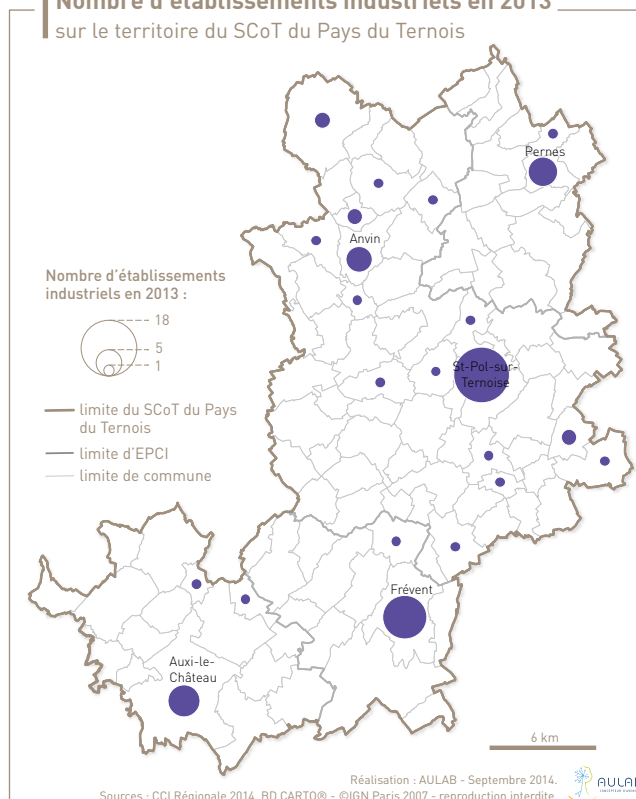 Nombre d'établissements industriels en 2013
sur le territoire du SCoT du Pays du Ternois
Pernes
Anvin
Nombre d'établissements
industriels en 2013 :
18
5
1
St-Pol-sur-
Ternoise
limite du SCoT du Pays
du Ternois
limite d'EPCI
limite de commune
Frévent
Auxi-le-
Château
6 km
Réalisation : AULAB - Septembre 2014.
Sources : CCI Régionale 2014, BD CARTO® - ©IGN Paris 2007 - reproduction interdite.